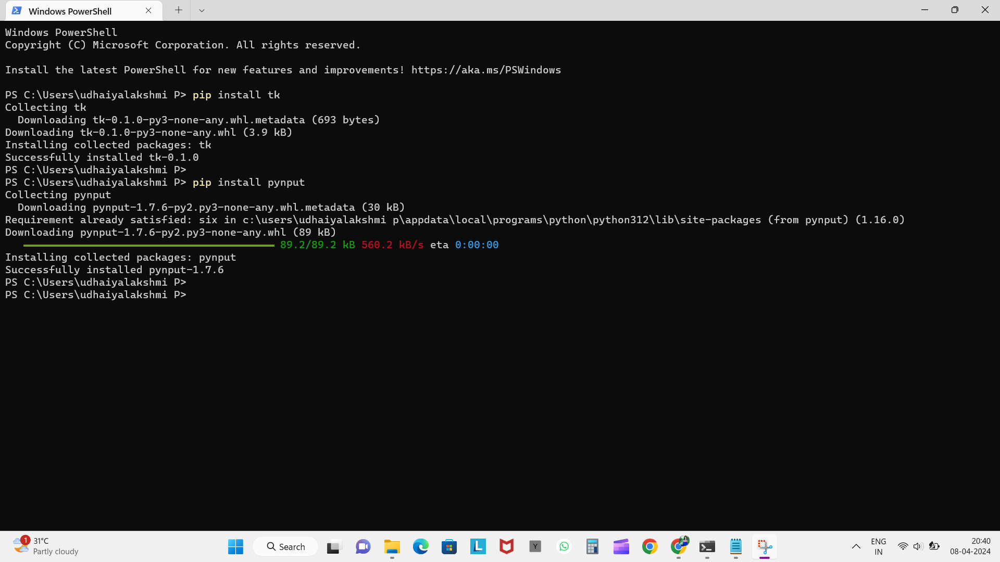 Windows PowerShell
Windows PowerShell
Copyright (C) Microsoft Corporation. All rights reserved.
Install the latest PowerShell for new features and improvements! https://aka.ms/PSWindows
PS C:\Users\udhaiyalakshmi P> pip install tk
Collecting tk
  Downloading tk-0.1.0-py3-none-any.whl.metadata (693 bytes)
Downloading tk-0.1.0-py3-none-any.whl (3.9 kB)
Installing collected packages: tk
Successfully installed tk-0.1.0
PS C:\Users\udhaiyalakshmi P>
PS C:\Users\udhaiyalakshmi P> pip install pynput
Collecting pynput
  Downloading pynput-1.7.6-py2.py3-none-any.whl.metadata (30 kB)
Requirement already satisfied: six in c:\users\udhaiyalakshmi p\appdata\local\programs\python\python312\lib\site-packages (from pynput) (1.16.0)
Downloading pynput-1.7.6-py2.py3-none-any.whl (89 kB)
89.2/89.2 kB 560.2 kB/s eta 0:00:00
Installing collected packages: pynput
Successfully installed pynput-1.7.6
PS C:\Users\udhaiyalakshmi P>
PS C:\Users\udhaiyalakshmi P>
1
31°C
Partly cloudy
Search
L
Y
ENG
IN
20:40
08-04-2024